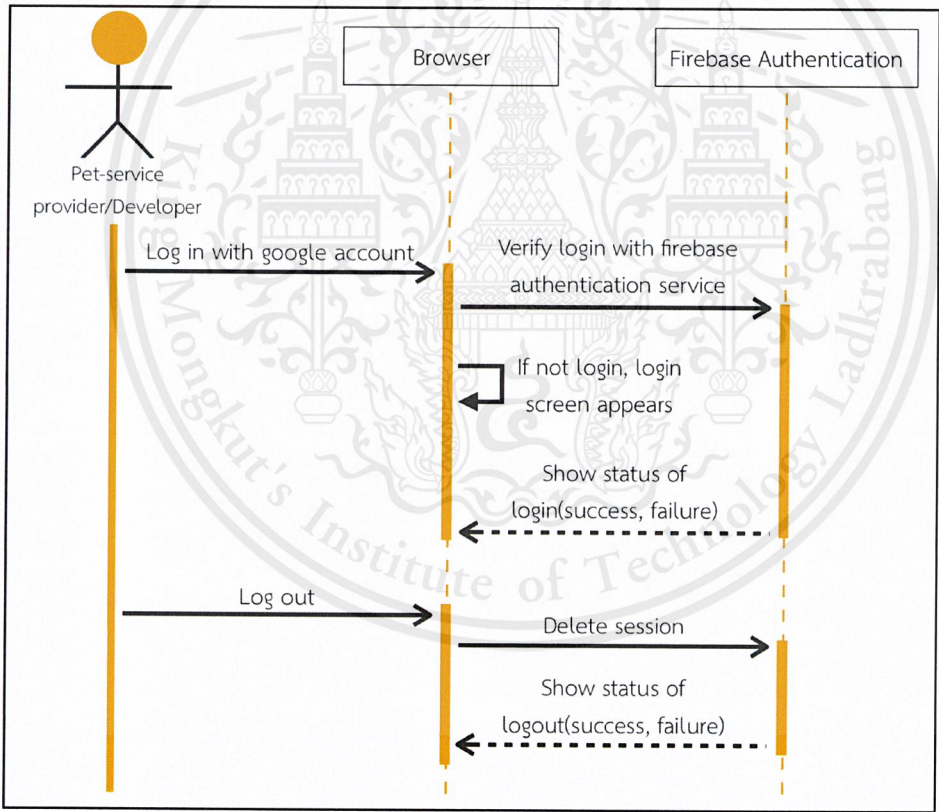 Browser
Firebase Authentication
Pet-service
provider/Developer
Log in with google account
Verify login with firebase
authentication service
If not login, login
screen appears
Show status of
login(success, failure)
Log out
Delete session
Show status of
logout(success, failure)
King Mongkut's Institute of Technology Ladkrabang